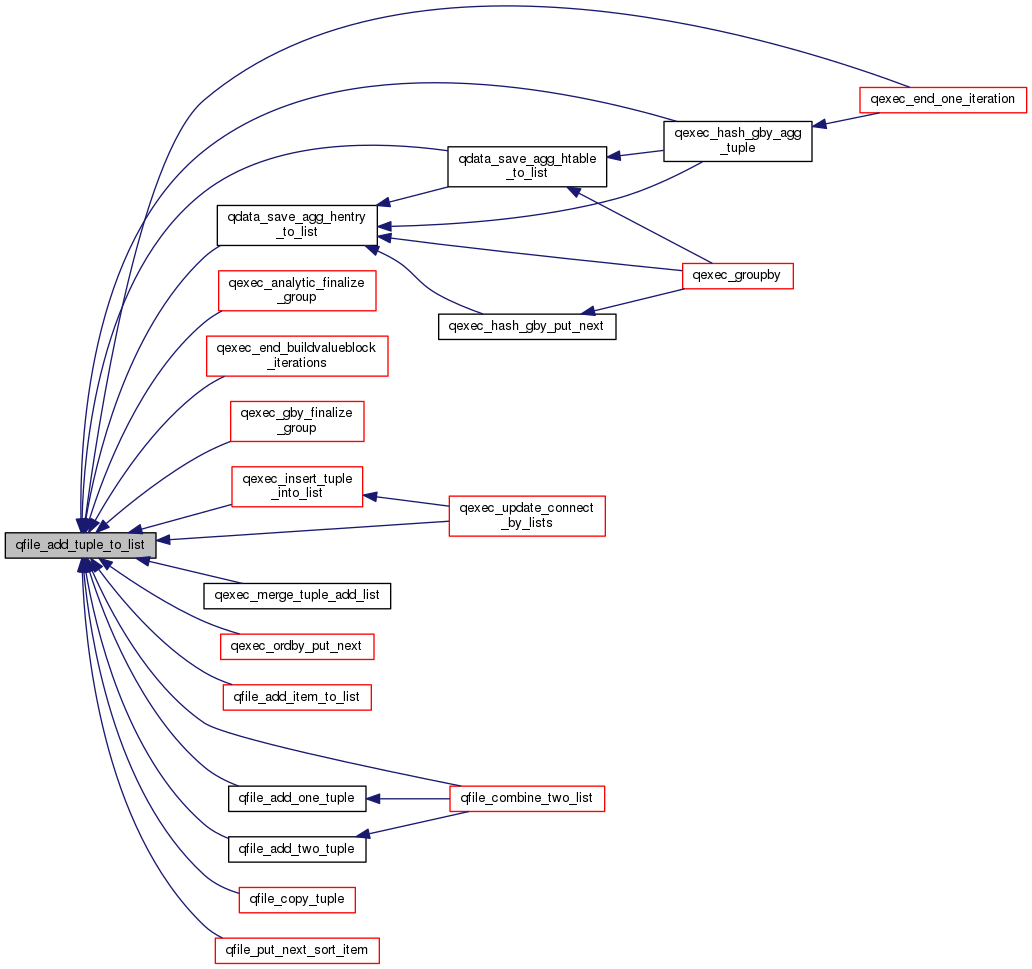 qexec_end_one_iteration
qexec_hash_gby_agg
_tuple
qdata_save_agg_htable
_to_list
qdata_save_agg_hentry
_to_list
qexec_groupby
qexec_analytic_finalize
_group
qexec_hash_gby_put_next
qexec_end_buildvalueblock
_iterations
qexec_gby_finalize
_group
qexec_insert_tuple
_into_list
qexec_update_connect
_by_lists
qfile_add_tuple_to_list
qexec_merge_tuple_add_list
qexec_ordby_put_next
qfile_add_item_to_list
qfile_add_one_tuple
qfile_combine_two_list
qfile_add_two_tuple
qfile_copy_tuple
qfile_put_next_sort_item